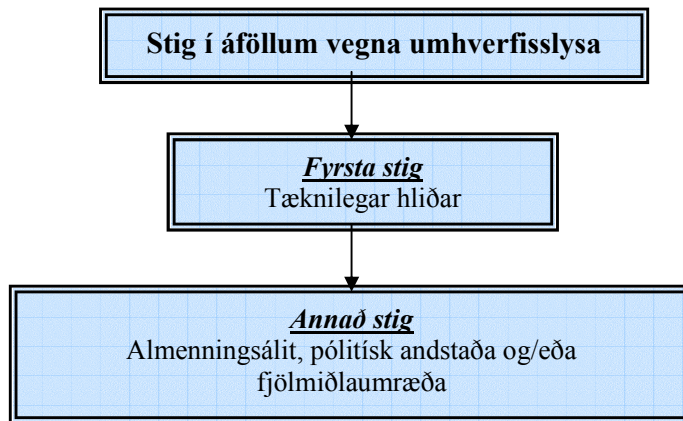 Stig í áföllum vegna umhverfisslysa
Fyrsta stig
Tæknilegar hliðar
Annað stig
Almenningsálit, pólitísk andstaða og/eða
fjölmiðlaumræða